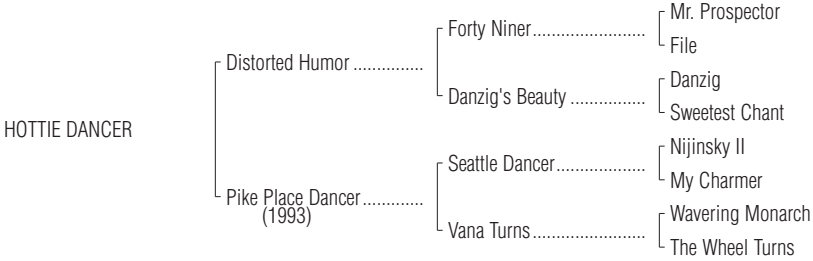 Mr. Prospector
Forty Niner........................
File
Distorted Humor ...............
Danzig
Danzig's Beauty ................
Sweetest Chant
HOTTIE DANCER
Nijinsky II
Seattle Dancer...................
My Charmer
Pike Place Dancer.............
(1993)
Wavering Monarch
Vana Turns........................
The Wheel Turns